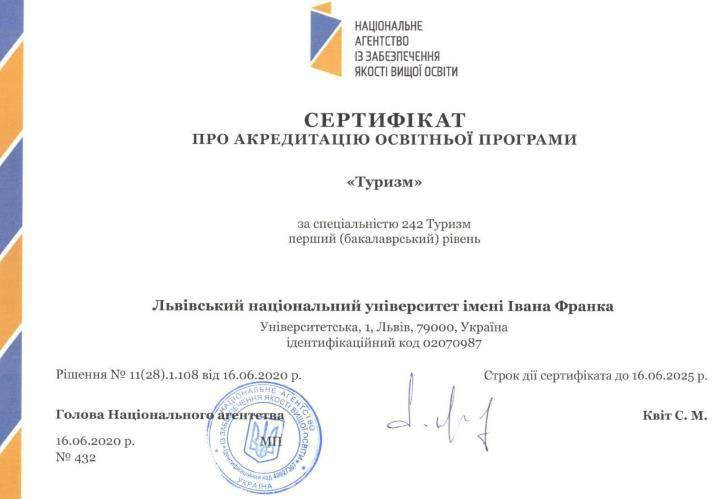 НАЦІОНАЛЬНЕ
АГЕНТСТВО
ІЗ ЗАБЕЗПЕЧЕННЯ
ЯКОСТІ ВИЩОЇ ОСВІТИ
СЕРТИФІКАТ
ПРО АКРЕДИТАЦІЮ ОСВІТНЬОЇ ПРОГРАМИ
«Туризм»
за спеціальністю 242 Туризм
перший (бакалаврський) рівень
Львівський національний університет імені Івана Франка
Університетська, 1, Львів, 79000, Україна
ідентифікаційний код 02070987
Рішення № 11(28).1.108 від 16.06.2020 р.
Строк дії сертифіката до 16.06.2025 р.
Голова Національного агентства
Квіт С. М.
16.06.2020 р.
МП
№ 432
НАЦІОНАЛЬНЕ АГЕНТСТВО
ІЗ ЗАБЕЗПЕЧЕННЯ ЯКОСТІ ВИЩОЇ ОСВІТИ
УКРАЇНА